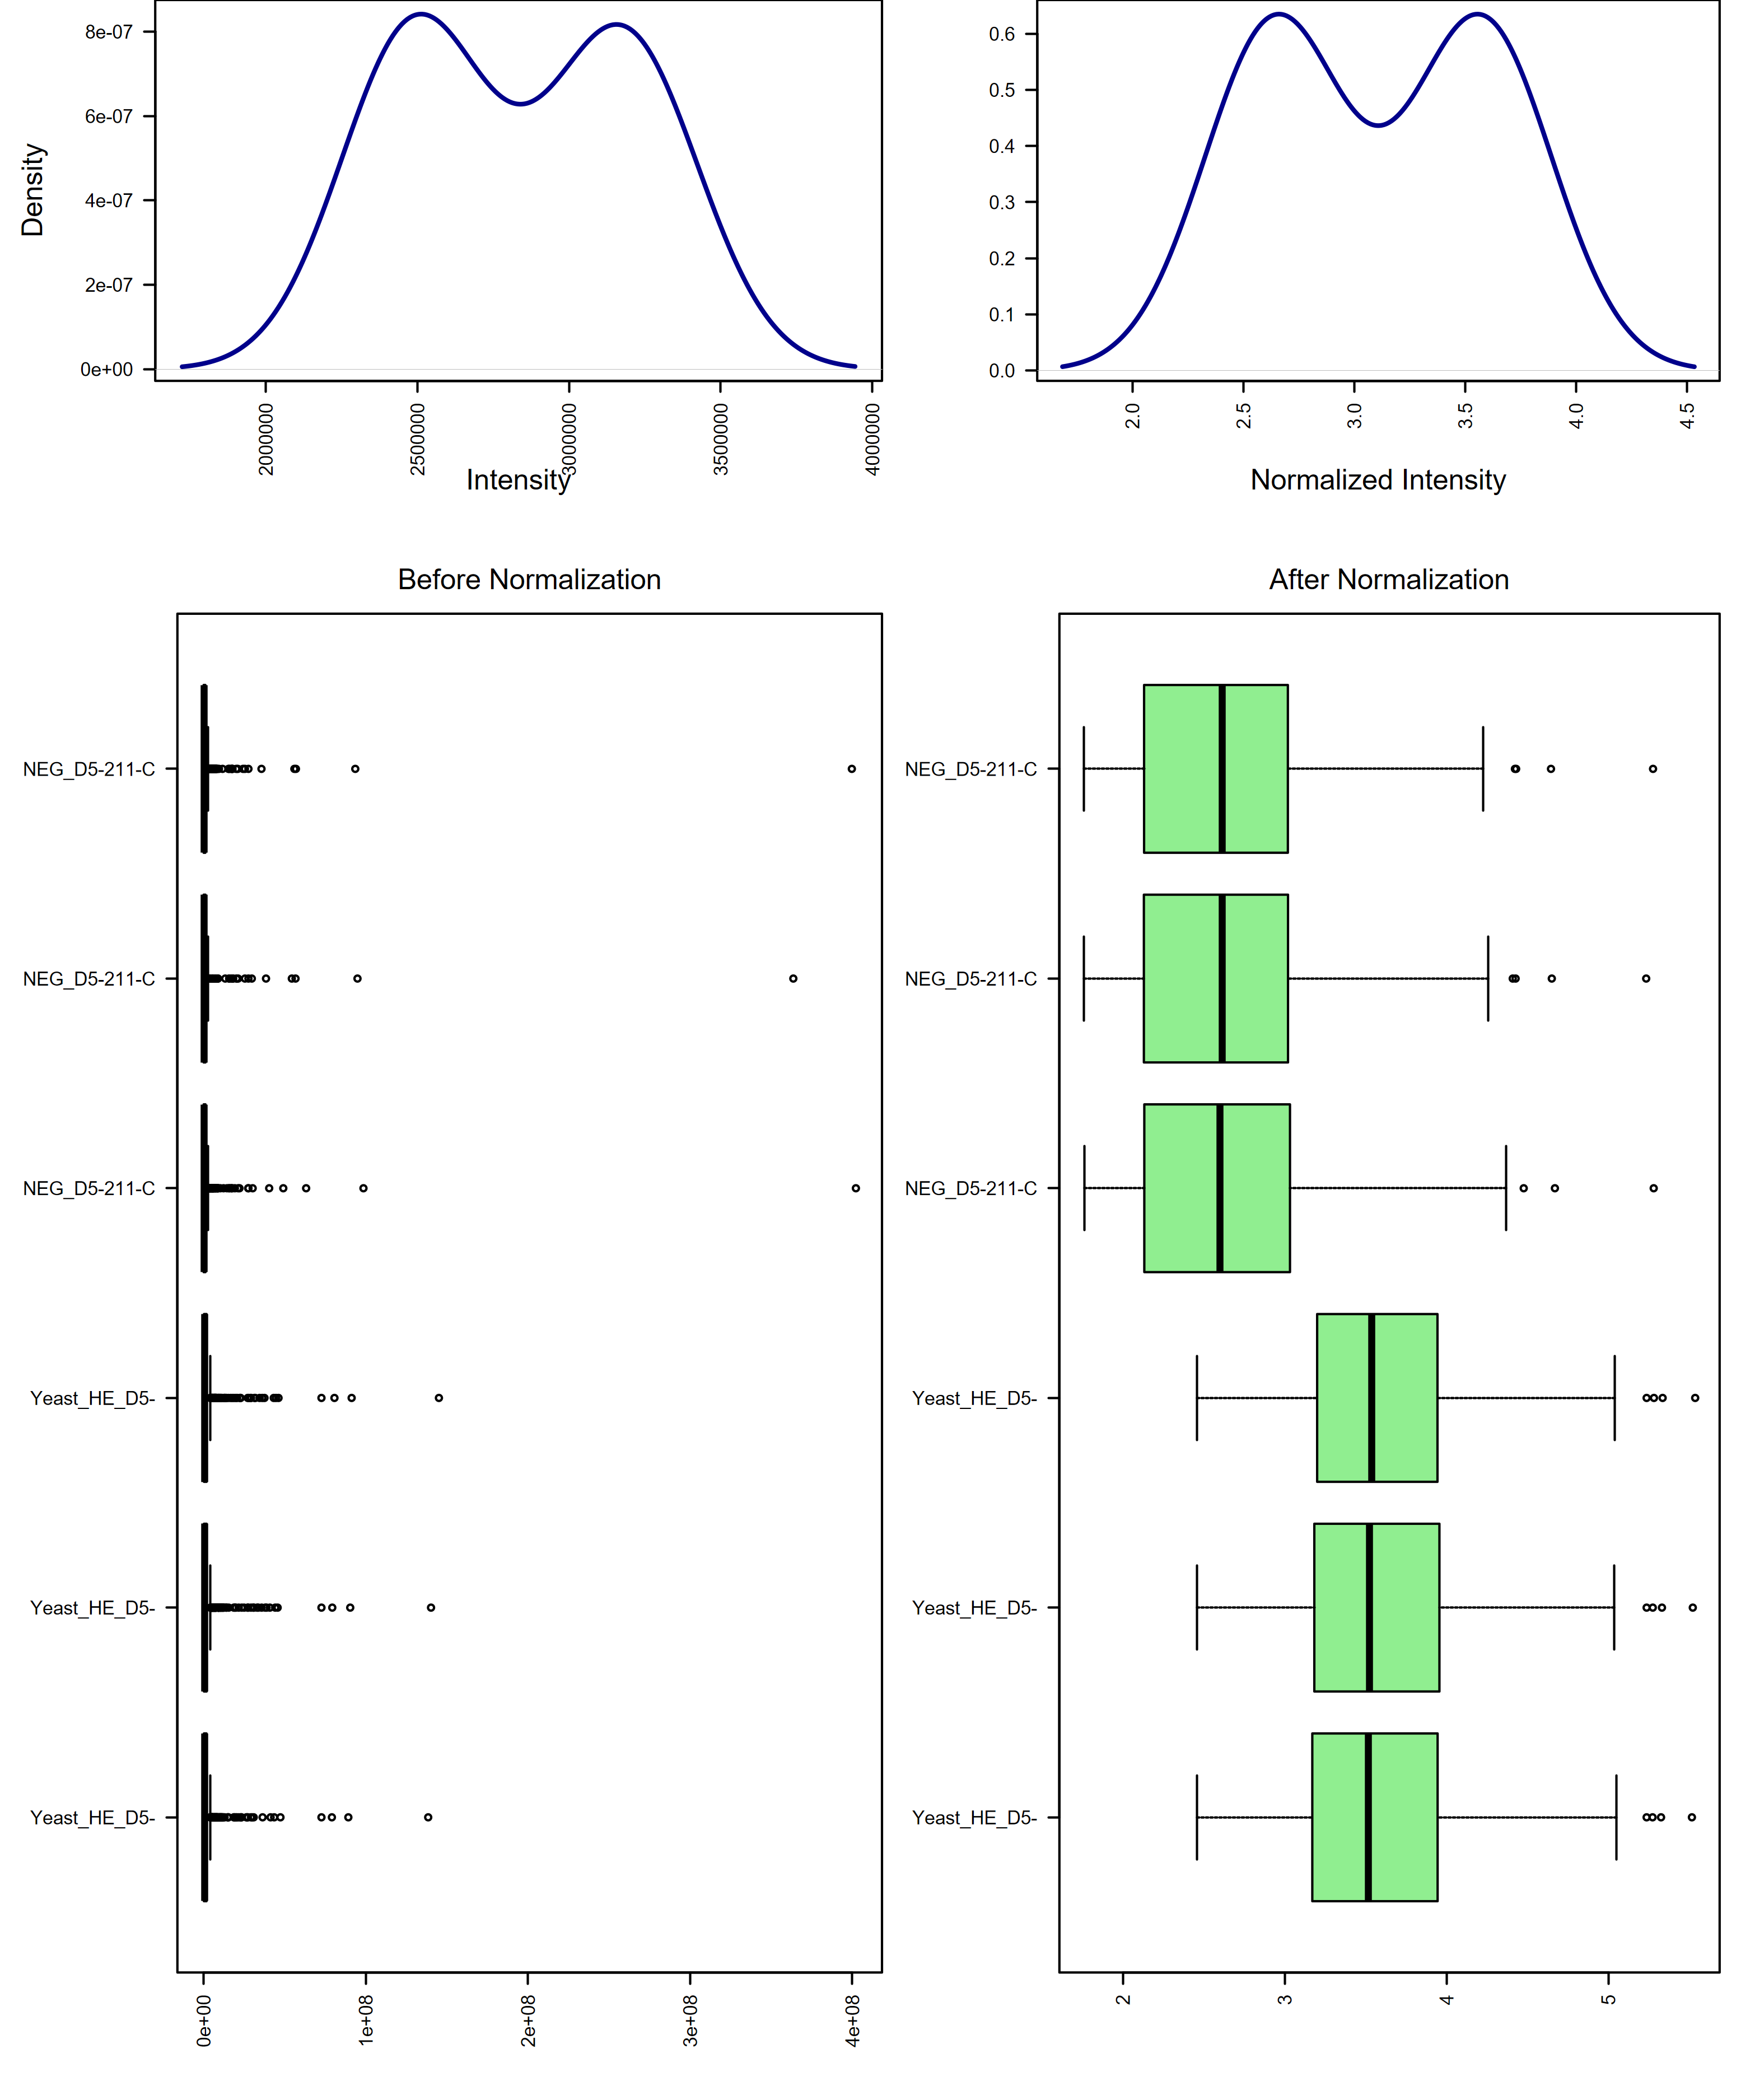 Density
8e-07
6e-07
4e-07
2e-07
0e+00
2000000
2500000
3000000
3500000
4000000
Intensity
0.6
0.5
0.4
0.3
0.2
0.1
0.0
2.0
2.5
3.0
3.5
4.0
4.5
Normalized Intensity
Before Normalization
NEG_D5-211-C
NEG_D5-211-C
NEG_D5-211-C
Yeast_HE_D5-
Yeast_HE_D5-
Yeast_HE_D5-
0e+00
1e+08
2e+08
3e+08
4e+08
After Normalization
NEG_D5-211-C
NEG_D5-211-C
NEG_D5-211-C
Yeast_HE_D5-
Yeast_HE_D5-
Yeast_HE_D5-
2
3
4
5